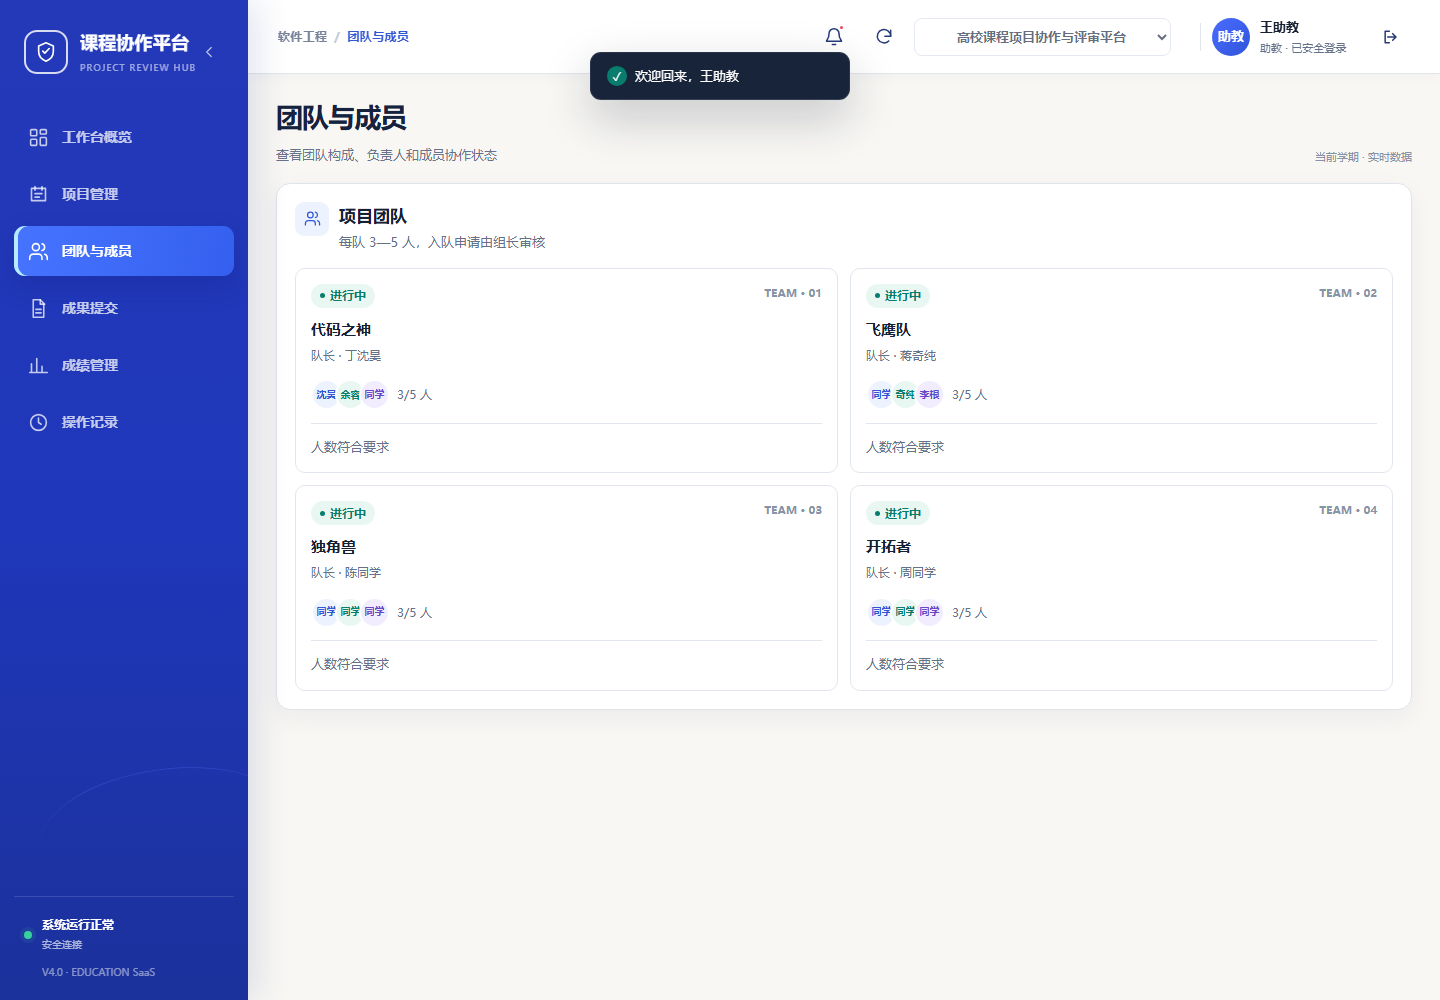 课程协作平台
PROJECT REVIEW HUB
工作台概览
项目管理
团队与成员
成果提交
成绩管理
操作记录
系统运行正常
安全连接
V4.0 · EDUCATION SaaS
软件工程 / 团队与成员
高校课程项目协作与评审平台
助教
王助教
助教 · 已安全登录
欢迎回来，王助教
团队与成员
查看团队构成、负责人和成员协作状态
当前学期 · 实时数据
项目团队
每队 3—5 人，入队申请由组长审核
进行中
TEAM • 01
代码之神
队长 · 丁沈昊
沈昊 余容 同学 3/5 人
人数符合要求
进行中
TEAM • 02
飞鹰队
队长 · 蒋奇纯
同学 奇纯 李根 3/5 人
人数符合要求
进行中
TEAM • 03
独角兽
队长 · 陈同学
同学 同学 同学 3/5 人
人数符合要求
进行中
TEAM • 04
开拓者
队长 · 周同学
同学 同学 同学 3/5 人
人数符合要求